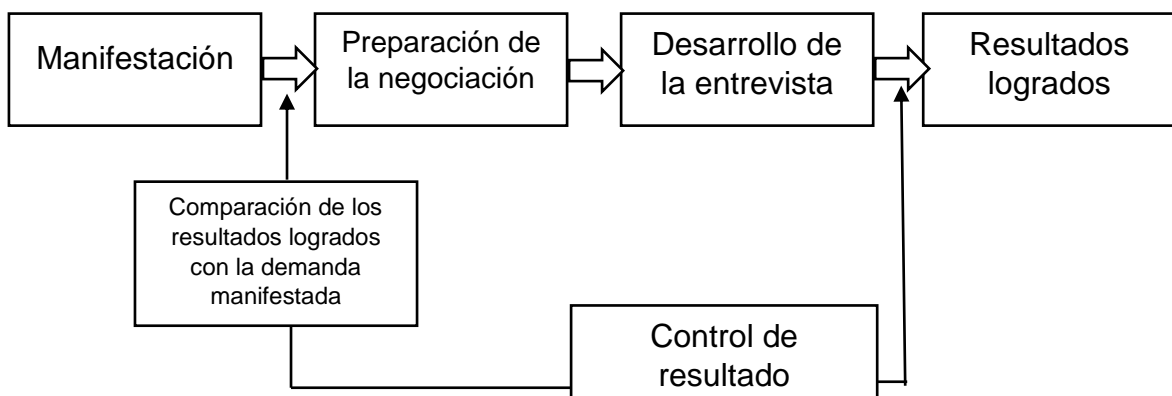 Manifestación
Preparación de
la negociación
Desarrollo de
la entrevista
Resultados
logrados
Comparación de los
resultados logrados
con la demanda
manifestada
Control de
resultado